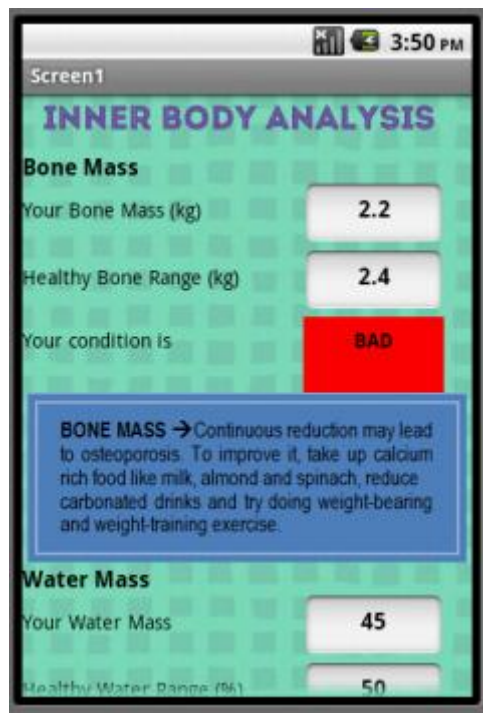 3:50 PM
Screen1
INNER BODY ANALYSIS
Bone Mass
Your Bone Mass (kg) 2.2
Healthy Bone Range (kg) 2.4
Your condition is BAD
BONE MASS → Continuous reduction may lead
to osteoporosis. To improve it, take up calcium
rich food like milk, almond and spinach, reduce
carbonated drinks and try doing weight-bearing
and weight-training exercise.
Water Mass
Your Water Mass 45
Healthy Water Range (%) 50